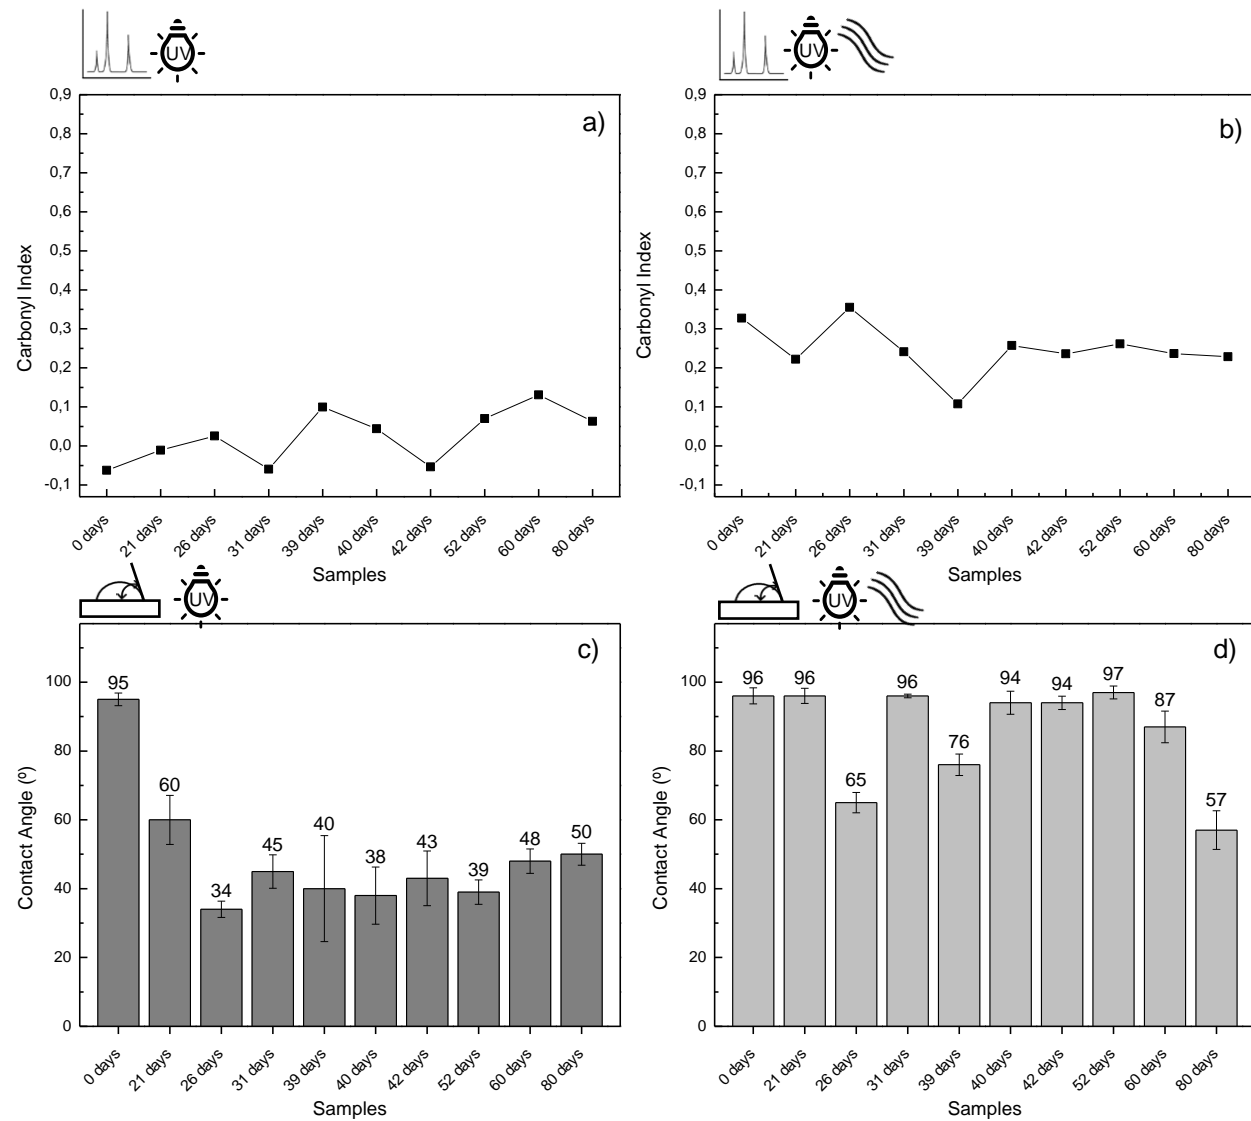 UV
UV
a)
0,9
0,8
0,7
0,6
0,5
0,4
0,3
0,2
0,1
0,0
-0,1
Carbonyl Index
0 days
21 days
26 days
31 days
39 days
40 days
42 days
52 days
60 days
80 days
Samples
b)
0,9
0,8
0,7
0,6
0,5
0,4
0,3
0,2
0,1
0,0
-0,1
Carbonyl Index
0 days
21 days
26 days
31 days
39 days
40 days
42 days
52 days
60 days
80 days
Samples
UV
c)
100
80
60
40
20
0
Contact Angle (º)
95
60
34
45
40
38
43
39
48
50
0 days
21 days
26 days
31 days
39 days
40 days
42 days
52 days
60 days
80 days
Samples
UV
d)
100
80
60
40
20
0
Contact Angle (º)
96
96
65
96
76
94
94
97
87
57
0 days
21 days
26 days
31 days
39 days
40 days
42 days
52 days
60 days
80 days
Samples